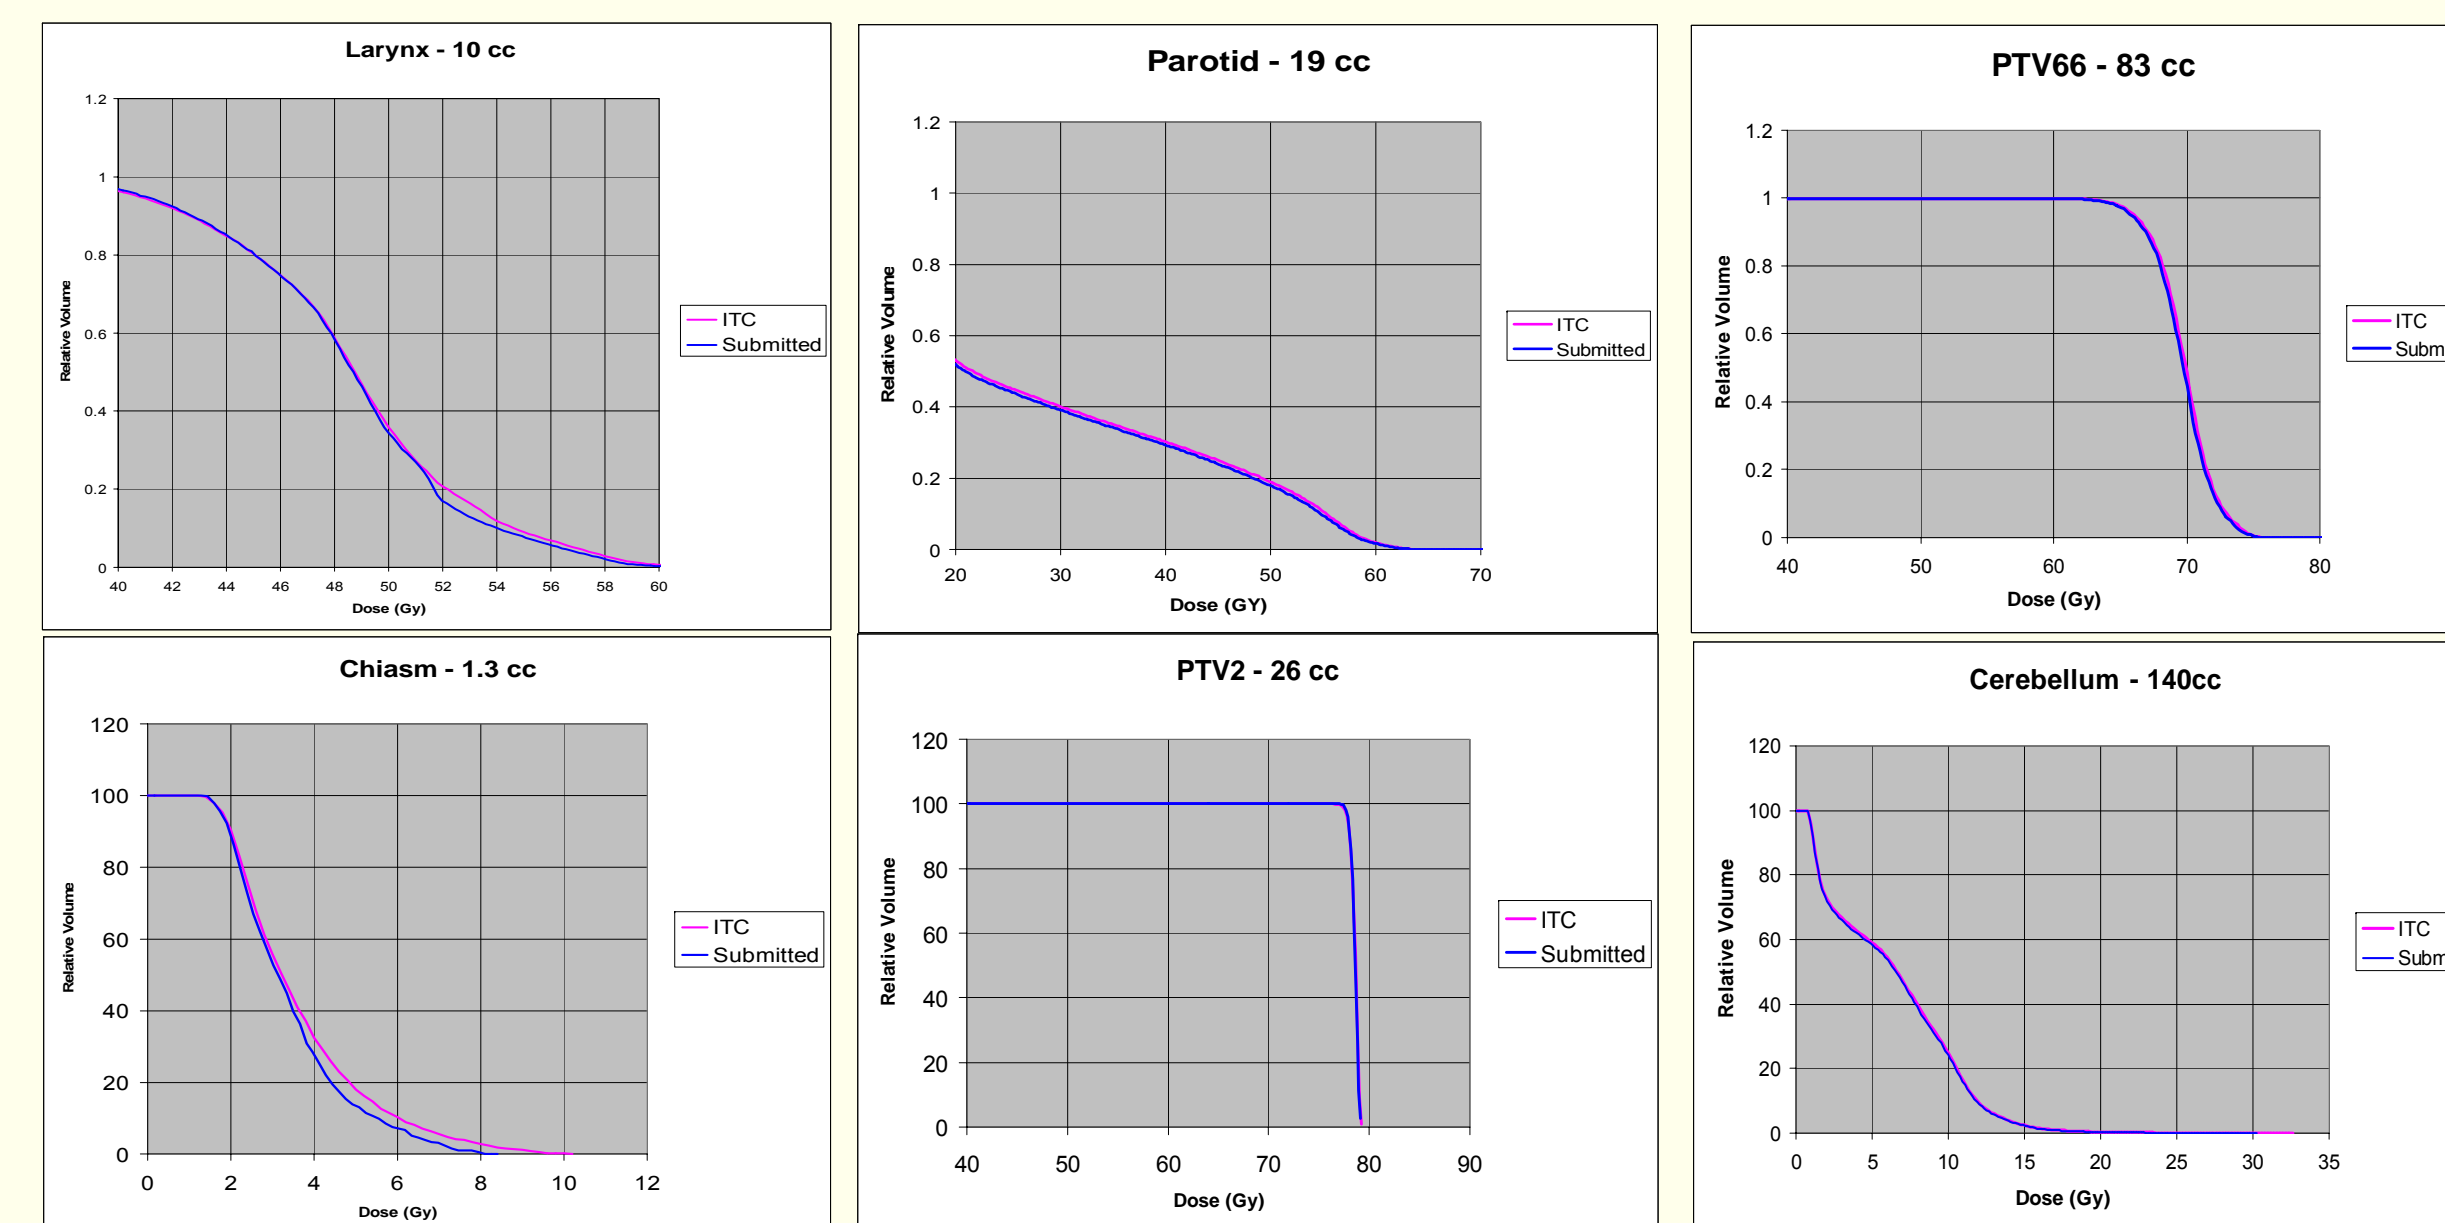 Larynx - 10 cc
1.2
1
0.8
0.6
0.4
0.2
0
40 42 44 46 48 50 52 54 56 58 60
Relative Volume
Dose (Gy)
ITC
Submitted
Parotid - 19 cc
1.2
1
0.8
0.6
0.4
0.2
0
20 30 40 50 60 70
Relative Volume
Dose (GY)
ITC
Submitted
PTV66 - 83 cc
1.2
1
0.8
0.6
0.4
0.2
0
40 50 60 70 80
Relative Volume
Dose (Gy)
ITC
Subm
Chiasm - 1.3 cc
120
100
80
60
40
20
0
0 2 4 6 8 10 12
Relative Volume
Dose (Gy)
ITC
Submitted
PTV2 - 26 cc
120
100
80
60
40
20
0
40 50 60 70 80 90
Relative Volume
Dose (Gy)
ITC
Submitted
Cerebellum - 140cc
120
100
80
60
40
20
0
0 5 10 15 20 25 30 35
Relative Volume
Dose (Gy)
ITC
Subm